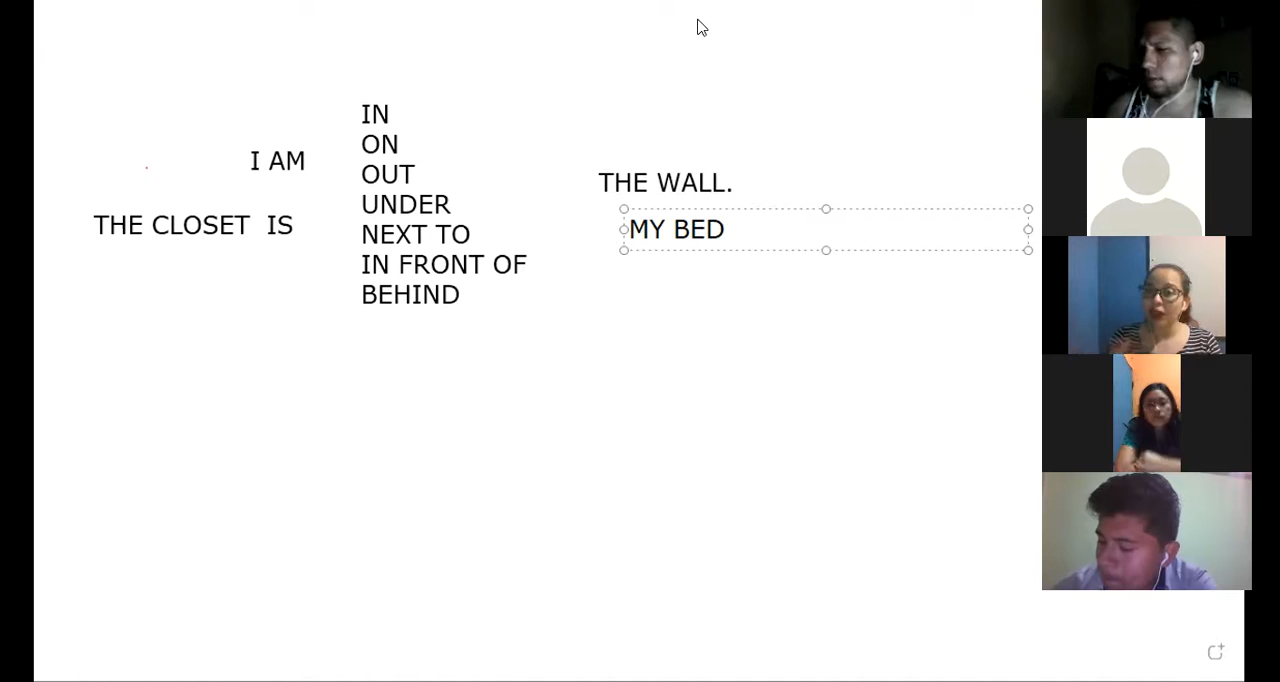 I AM
THE CLOSET IS
IN
ON
OUT
UNDER
NEXT TO
IN FRONT OF
BEHIND
THE WALL.
MY BED